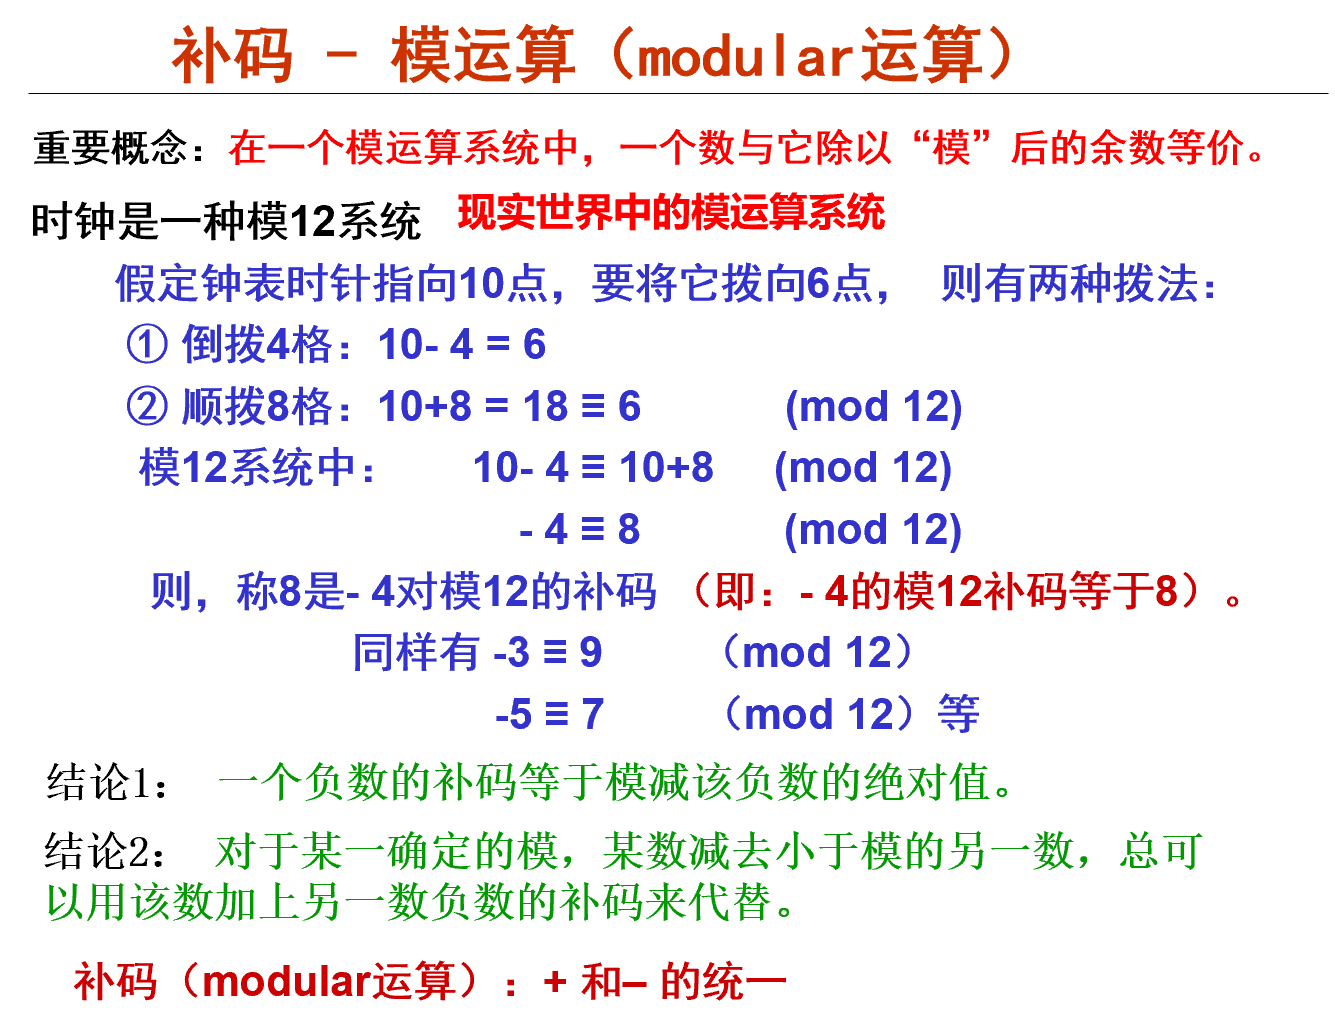 补码 - 模运算（modular运算）
重要概念：在一个模运算系统中，一个数与它除以“模”后的余数等价。
时钟是一种模12系统 现实世界中的模运算系统
假定钟表时针指向10点，要将它拨向6点， 则有两种拨法：
① 倒拨4格：10- 4 = 6
② 顺拨8格：10+8 = 18 ≡ 6 (mod 12)
模12系统中： 10- 4 ≡ 10+8 (mod 12)
- 4 ≡ 8 (mod 12)
则，称8是- 4对模12的补码 （即：- 4的模12补码等于8）。
同样有 -3 ≡ 9 （mod 12）
-5 ≡ 7 （mod 12）等
结论1： 一个负数的补码等于模减该负数的绝对值。
结论2： 对于某一确定的模，某数减去小于模的另一数，总可
以用该数加上另一数负数的补码来代替。
补码（modular运算）：+ 和– 的统一